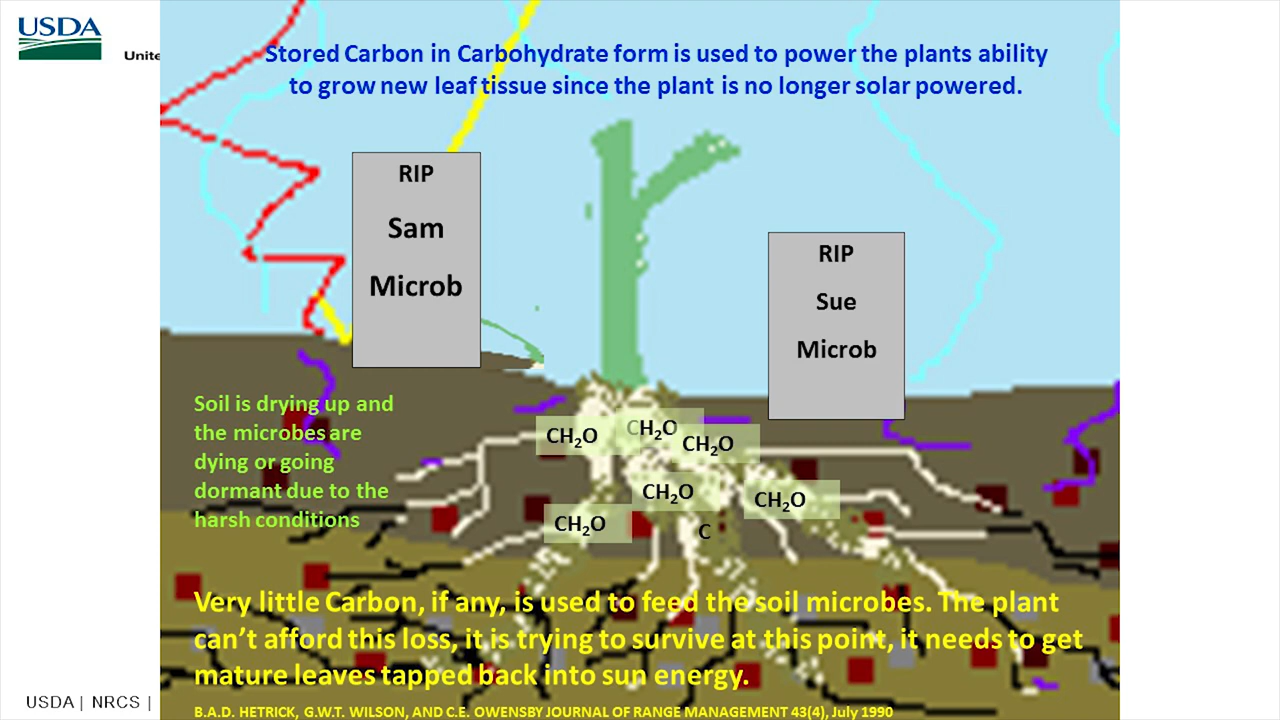 USDA
Unite
Stored Carbon in Carbohydrate form is used to power the plants ability
to grow new leaf tissue since the plant is no longer solar powered.
RIP
Sam
Microb
RIP
Sue
Microb
Soil is drying up and
the microbes are
dying or going
dormant due to the
harsh conditions
CH₂O
CH₂O
CH₂O
CH₂O
CH₂O
CH₂O
C
Very little Carbon, if any, is used to feed the soil microbes. The plant
can’t afford this loss, it is trying to survive at this point, it needs to get
mature leaves tapped back into sun energy.
B.A.D. HETRICK, G.W.T. WILSON, AND C.E. OWENSBY JOURNAL OF RANGE MANAGEMENT 43(4), July 1990
USDA | NRCS |